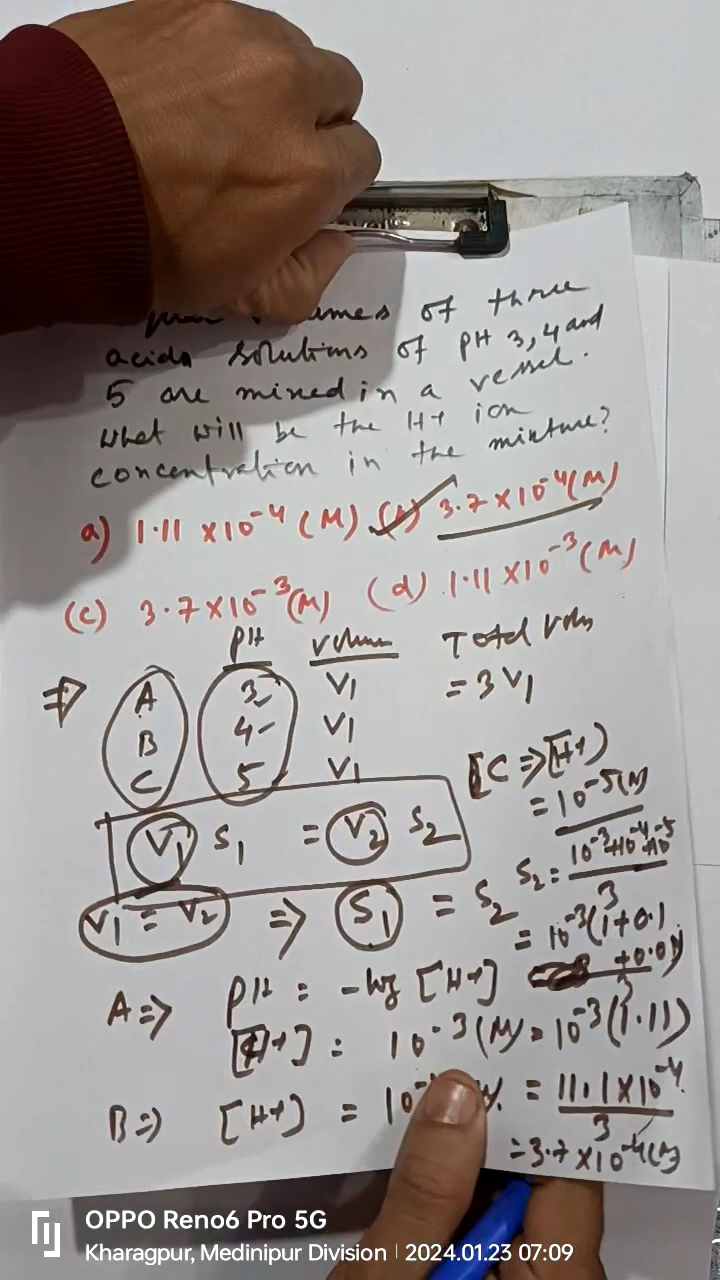 of three
acids solutions of pH 3, 4 and
5 are mixed in a vessel.
What will be the H+ ion
concentration in the mixture?
a) 1.11 × 10⁻⁴ (M) (b) 3.7 × 10⁻⁴ (M)
(c) 3.7 × 10⁻³ (M) (d) 1.11 × 10⁻³ (M)
pH volume Total volm
⇒ A 3 V₁ = 3V₁
B 4 V₁
C 5 V₁
[C ⇒ [H+)
= 10⁻⁵ (M)
V₁ S₁ = V₂ S₂
S₂ = 10⁻³+10⁻⁴+10⁻⁵
3
V₁ = V₂ ⇒ S₁ = S₂
= 10⁻³(1+0.1
+0.01)
3
A ⇒ pH = -log [H+]
[H+] = 10⁻³ (M) = 10⁻³ (1.11)
3
B ⇒ [H+] = = 11.1 × 10⁻⁴
3
= 3.7 × 10⁻⁴ (M)
OPPO Reno6 Pro 5G
Kharagpur, Medinipur Division | 2024.01.23 07:09